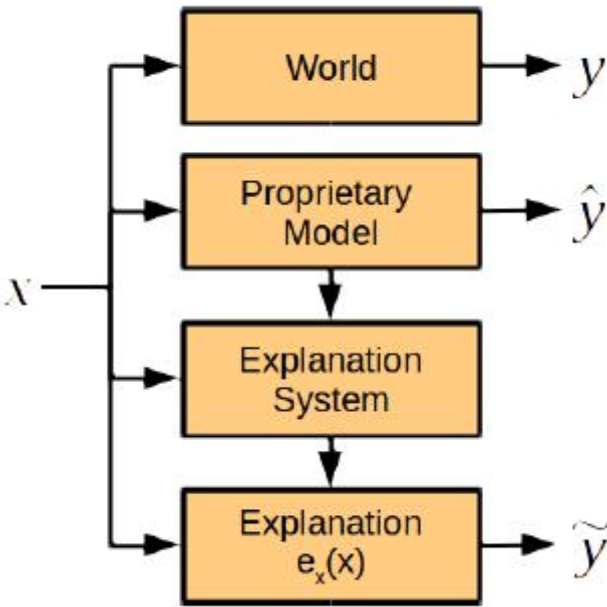 World
y
Proprietary
Model
ŷ
x
Explanation
System
Explanation
eₓ(x)
ỹ